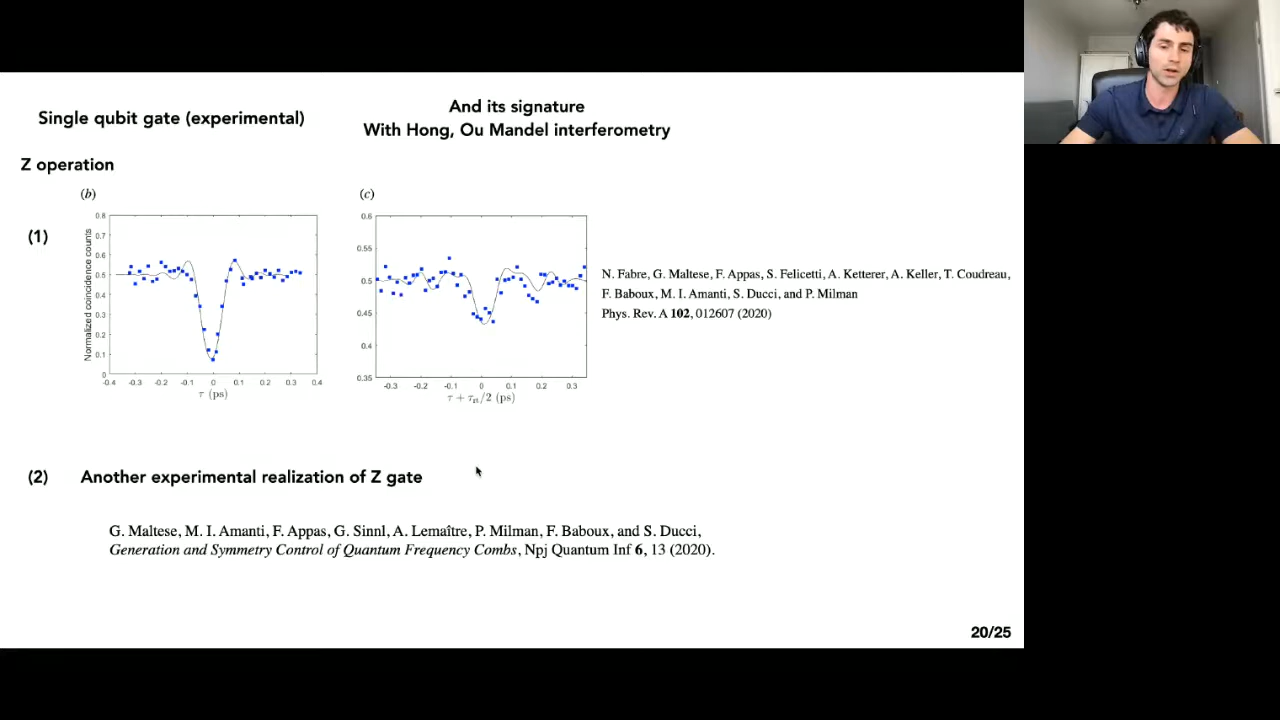 Single qubit gate (experimental)
And its signature
With Hong, Ou Mandel interferometry
Z operation
(1)
(b)
Normalized coincidence counts
0.8
0.7
0.6
0.5
0.4
0.3
0.2
0.1
0
-0.4 -0.3 -0.2 -0.1 0 0.1 0.2 0.3 0.4
τ (ps)
(c)
0.6
0.55
0.5
0.45
0.4
0.35
-0.3 -0.2 -0.1 0 0.1 0.2 0.3
τ + τrt/2 (ps)
N. Fabre, G. Maltese, F. Appas, S. Felicetti, A. Ketterer, A. Keller, T. Coudreau,
F. Baboux, M. I. Amanti, S. Ducci, and P. Milman
Phys. Rev. A 102, 012607 (2020)
(2) Another experimental realization of Z gate
G. Maltese, M. I. Amanti, F. Appas, G. Sinnl, A. Lemaître, P. Milman, F. Baboux, and S. Ducci,
Generation and Symmetry Control of Quantum Frequency Combs, Npj Quantum Inf 6, 13 (2020).
20/25